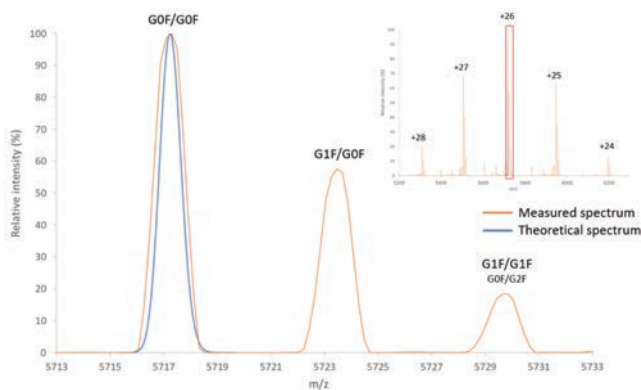 G0F/G0F
+26
+27
+25
+28
+24
G1F/G0F
G1F/G1F
G0F/G2F
Measured spectrum
Theoretical spectrum
Relative intensity (%)
100
90
80
70
60
50
40
30
20
10
0
5713 5715 5717 5719 5721 5723 5725 5727 5729 5731 5733
m/z